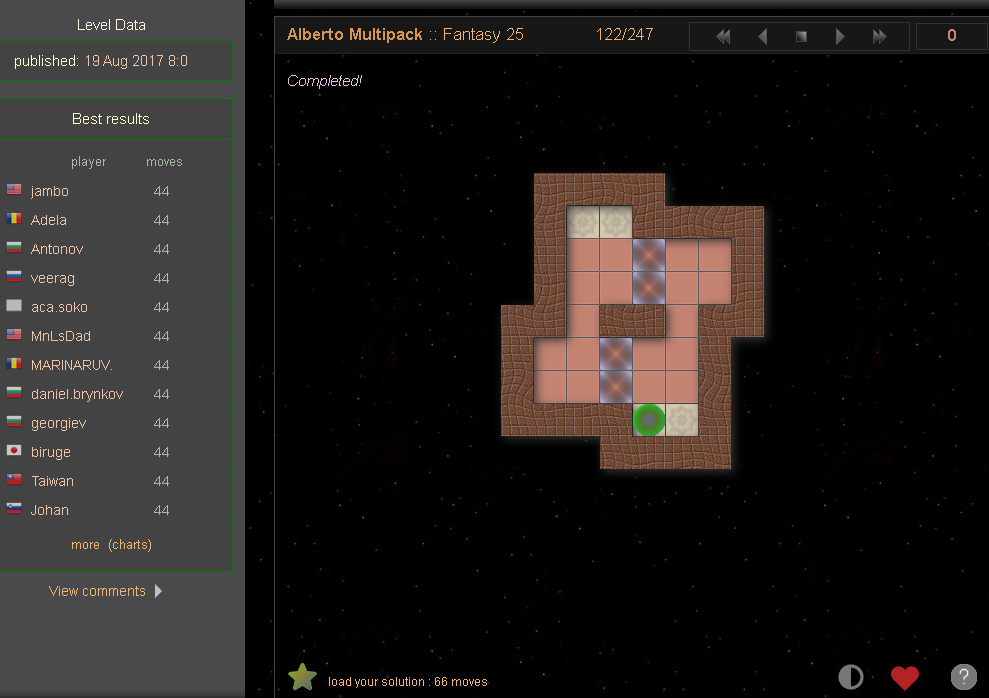 Level Data
published: 19 Aug 2017 8:0
Best results
player moves
jambo 44
Adela 44
Antonov 44
veerag 44
aca.soko 44
MnLsDad 44
MARINARUV. 44
daniel.brynkov 44
georgiev 44
biruge 44
Taiwan 44
Johan 44
more (charts)
View comments
Alberto Multipack :: Fantasy 25 122/247 0
Completed!
load your solution : 66 moves
?